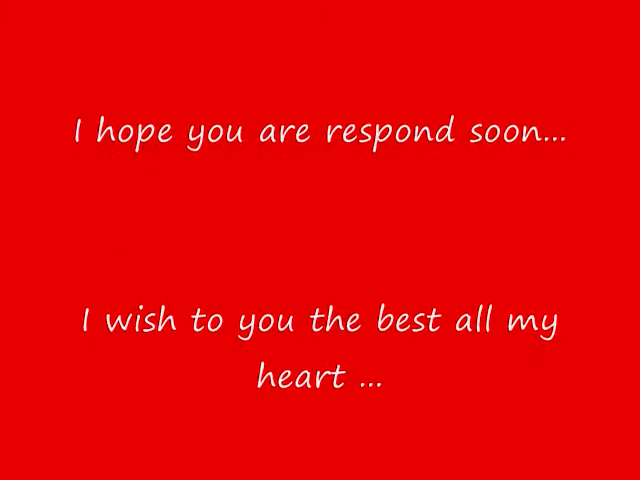 I hope you are respond soon...
I wish to you the best all my
heart ...